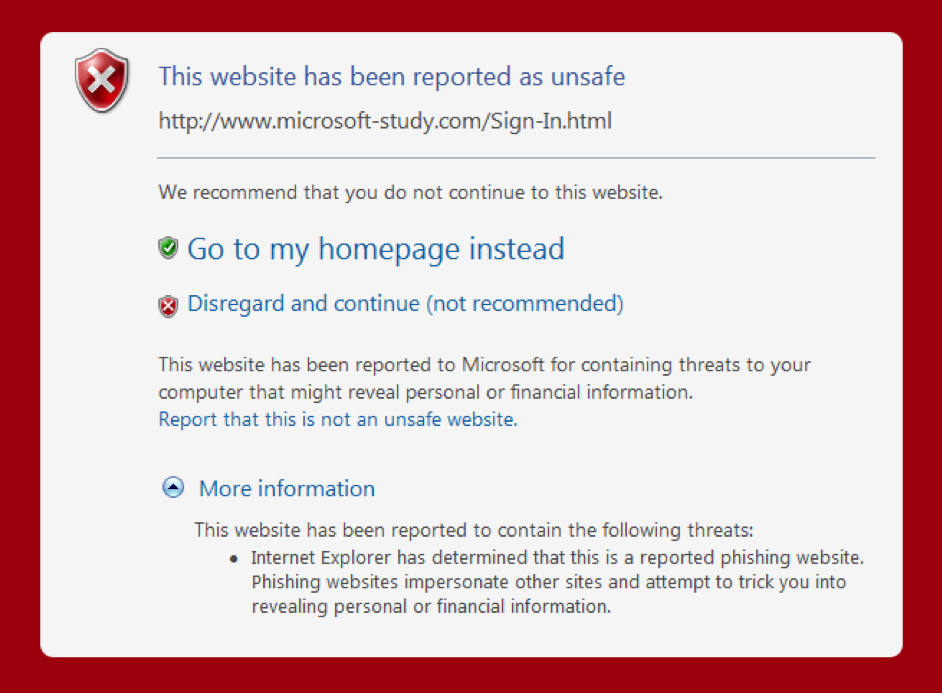 This website has been reported as unsafe
http://www.microsoft-study.com/Sign-In.html
We recommend that you do not continue to this website.
Go to my homepage instead
Disregard and continue (not recommended)
This website has been reported to Microsoft for containing threats to your
computer that might reveal personal or financial information.
Report that this is not an unsafe website.
More information
This website has been reported to contain the following threats:
• Internet Explorer has determined that this is a reported phishing website.
Phishing websites impersonate other sites and attempt to trick you into
revealing personal or financial information.